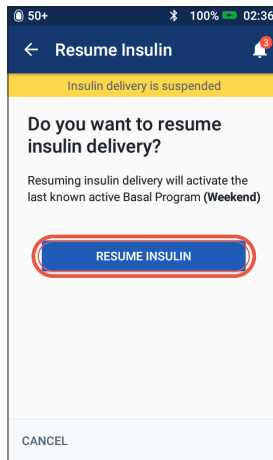 50+ 100% 02:36
Resume Insulin 3
Insulin delivery is suspended
Do you want to resume
insulin delivery?
Resuming insulin delivery will activate the
last known active Basal Program (Weekend)
RESUME INSULIN
CANCEL